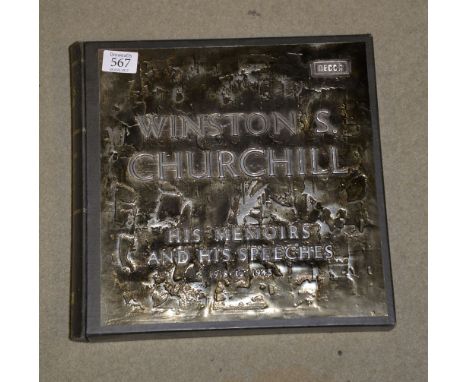 567
DECCA
WINSTON S.
CHURCHILL
HIS MEMOIRS
AND HIS SPEECHES